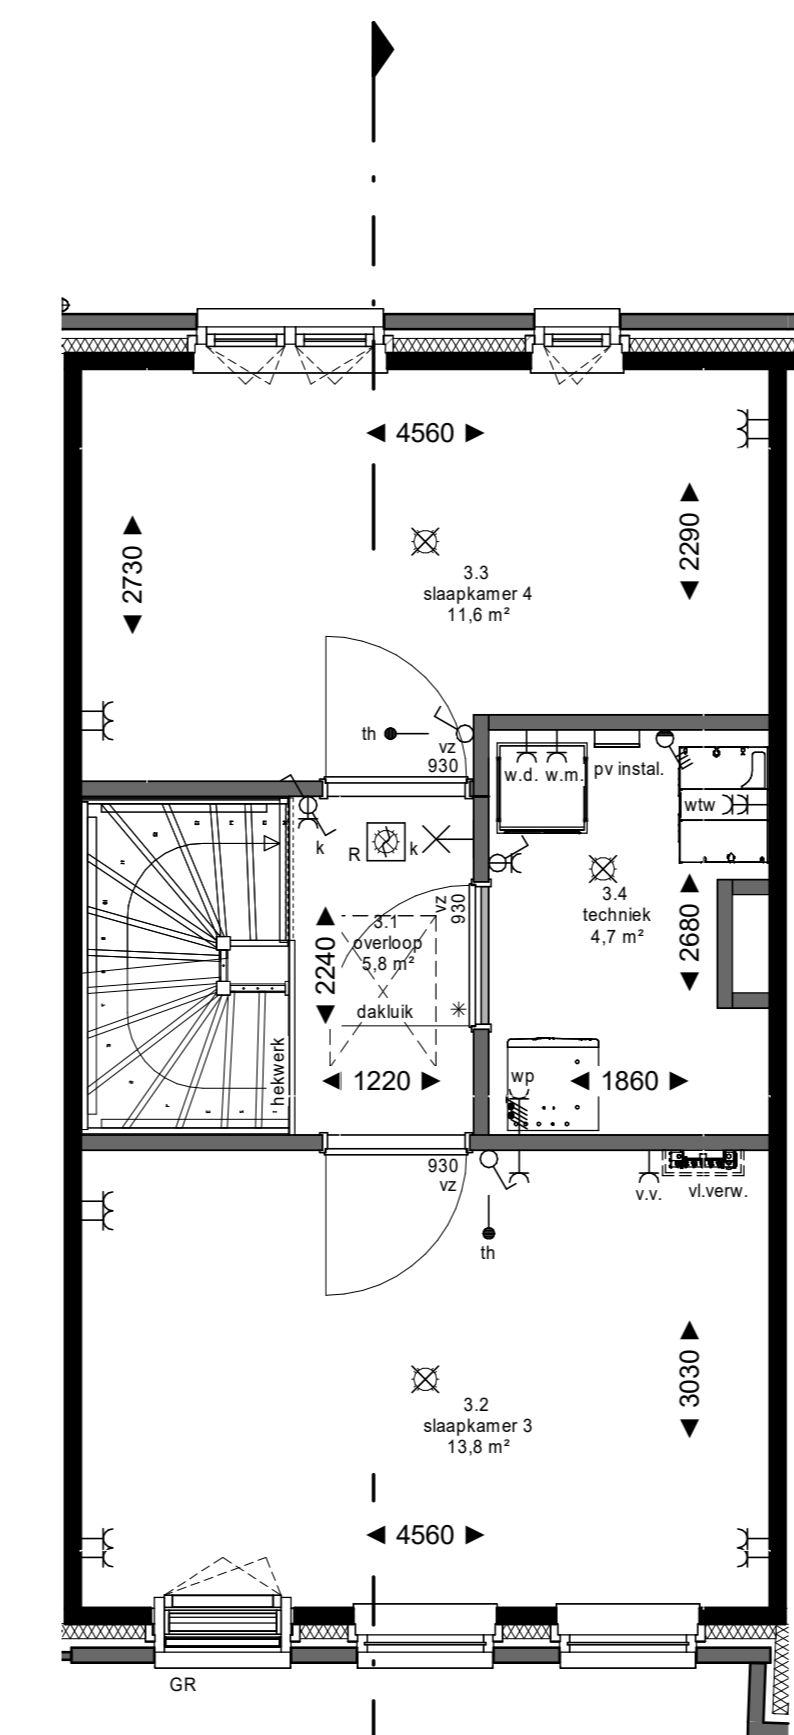 4560
2730
2290
3.3
slaapkamer 4
11,6 m²
th
vz
930
w.d.
w.m.
pv instal.
wtw
k
R
k
3.4
techniek
4,7 m²
vz
930
3.1
overloop
5,8 m²
2240
2680
dakluik
hekwerk
1220
wp
1860
930
vz
v.v.
vl.verw.
th
3030
3.2
slaapkamer 3
13,8 m²
4560
GR